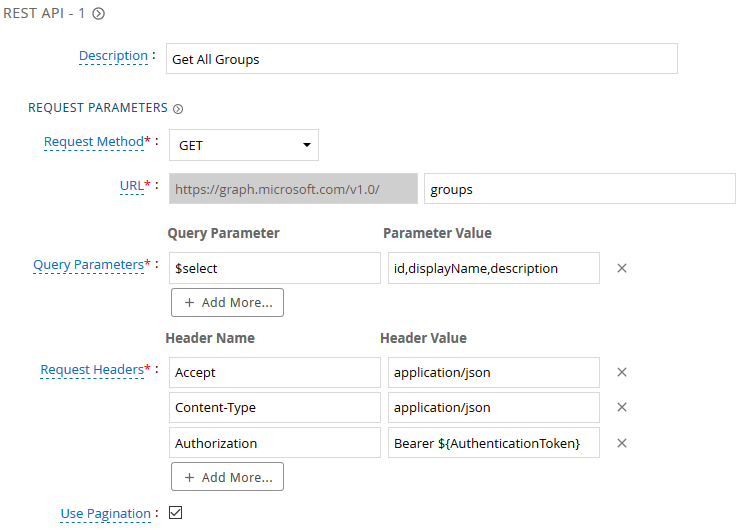 REST API - 1
Description :
Get All Groups
REQUEST PARAMETERS
Request Method* : GET
URL* : https://graph.microsoft.com/v1.0/ groups
Query Parameter Parameter Value
Query Parameters* : $select id,displayName,description
+ Add More...
Header Name Header Value
Request Headers* : Accept application/json
Content-Type application/json
Authorization Bearer ${AuthenticationToken}
+ Add More...
Use Pagination :